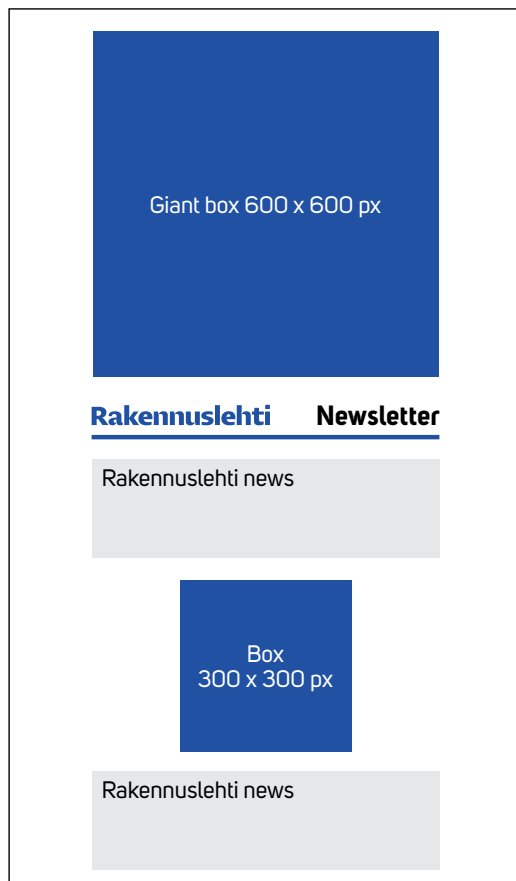 Giant box 600 x 600 px
Rakennuslehti Newsletter
Rakennuslehti news
Box
300 x 300 px
Rakennuslehti news